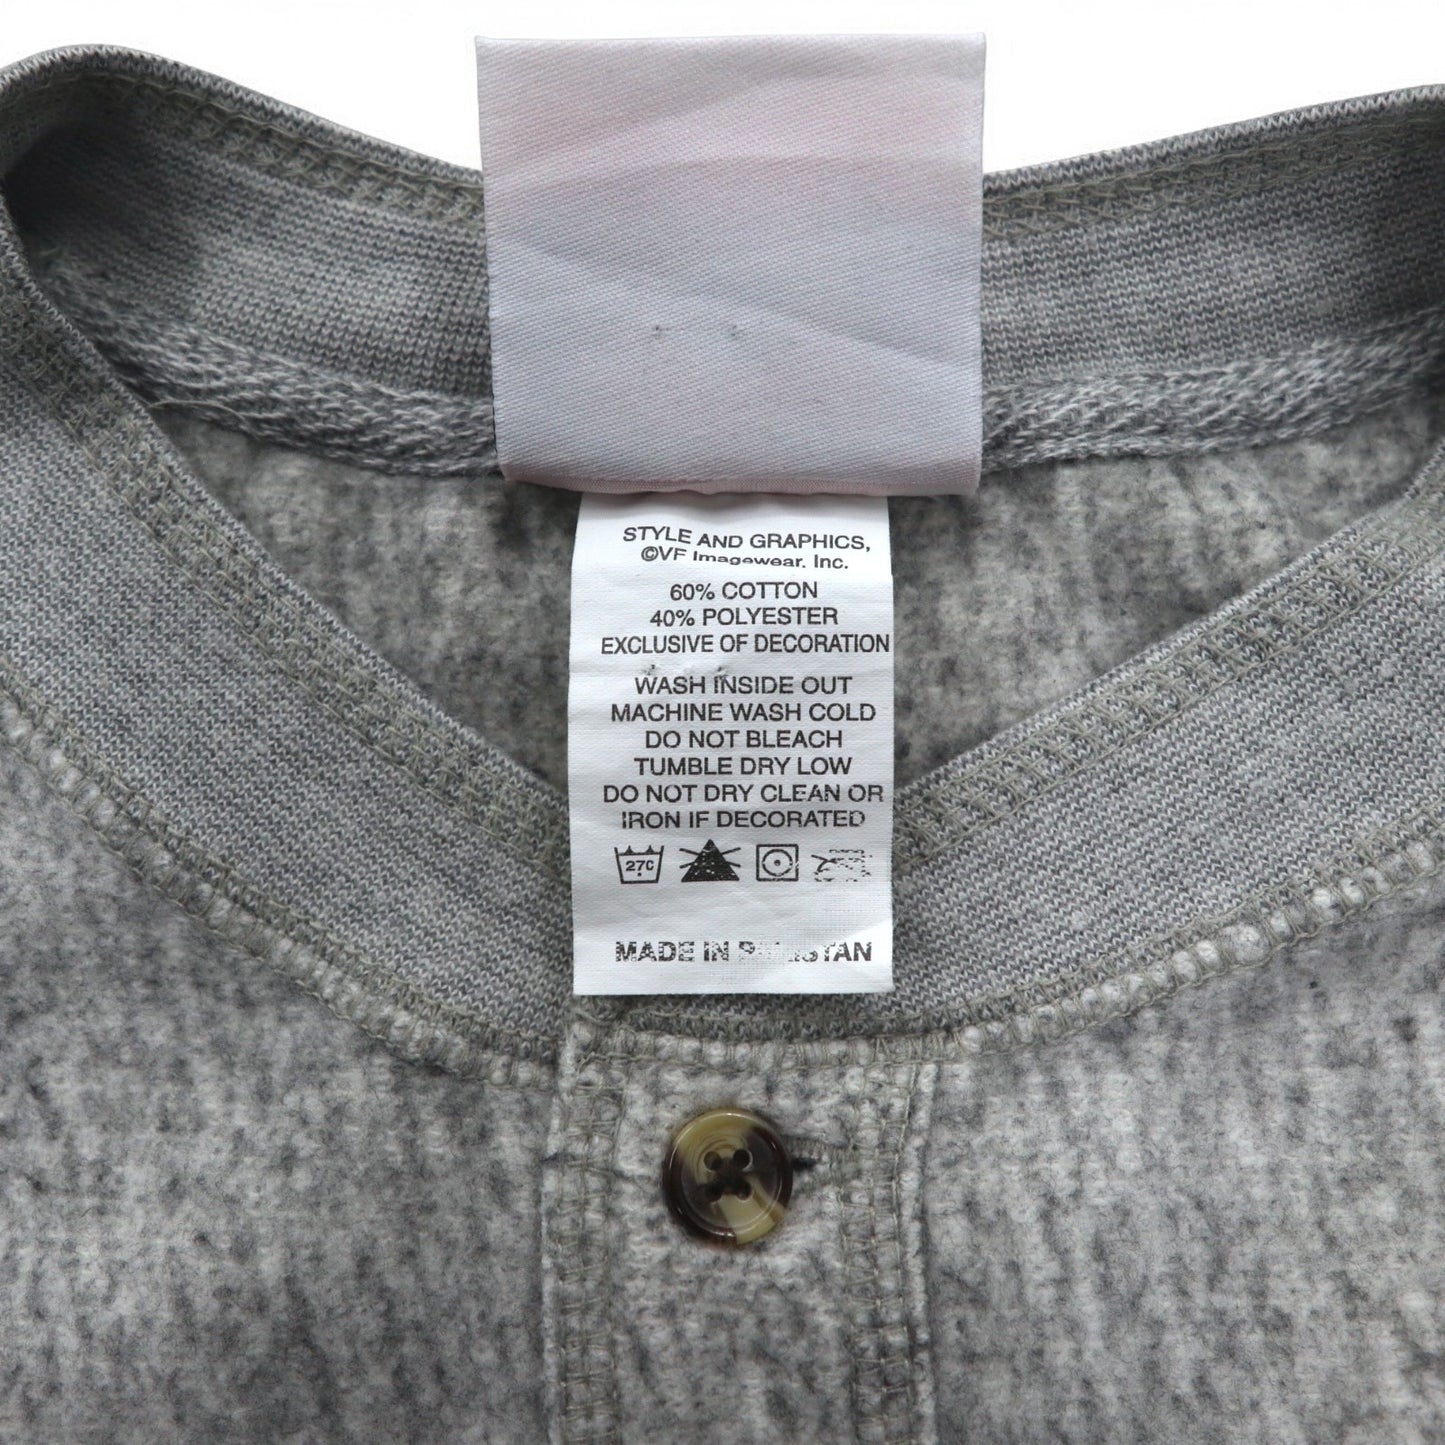 STYLE AND GRAPHICS,
©VF Imagewear, Inc.
60% COTTON
40% POLYESTER
EXCLUSIVE OF DECORATION
WASH INSIDE OUT
MACHINE WASH COLD
DO NOT BLEACH
TUMBLE DRY LOW
DO NOT DRY CLEAN OR
IRON IF DECORATED
27C
MADE IN PAKISTAN